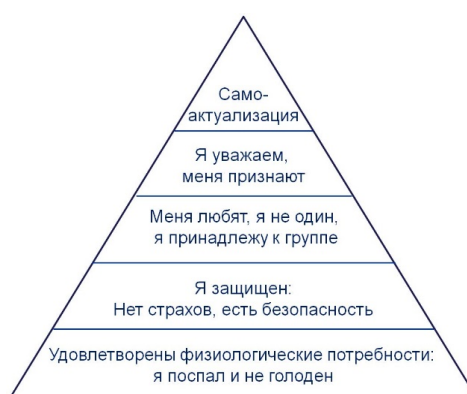 Само-
актуализация
Я уважаем,
меня признают
Меня любят, я не один,
я принадлежу к группе
Я защищен:
Нет страхов, есть безопасность
Удовлетворены физиологические потребности:
я поспал и не голоден